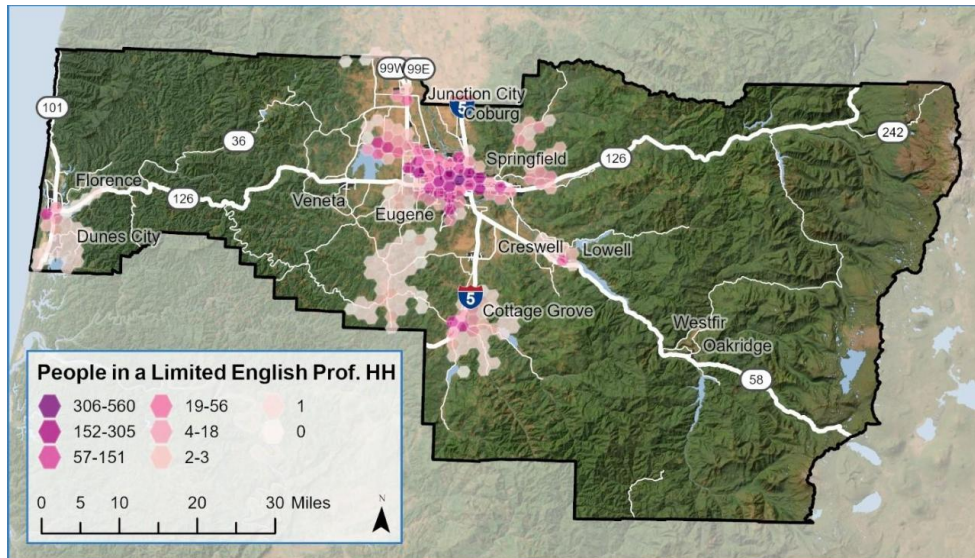 99W 99E
Junction City
101
5
Coburg
242
36
Springfield
126
Florence
126
Veneta
Eugene
Dunes City
Creswell
Lowell
5
Cottage Grove
Westfir
Oakridge
58
People in a Limited English Prof. HH
306-560 19-56 1
152-305 4-18 0
57-151 2-3
0 5 10 20 30 Miles
N